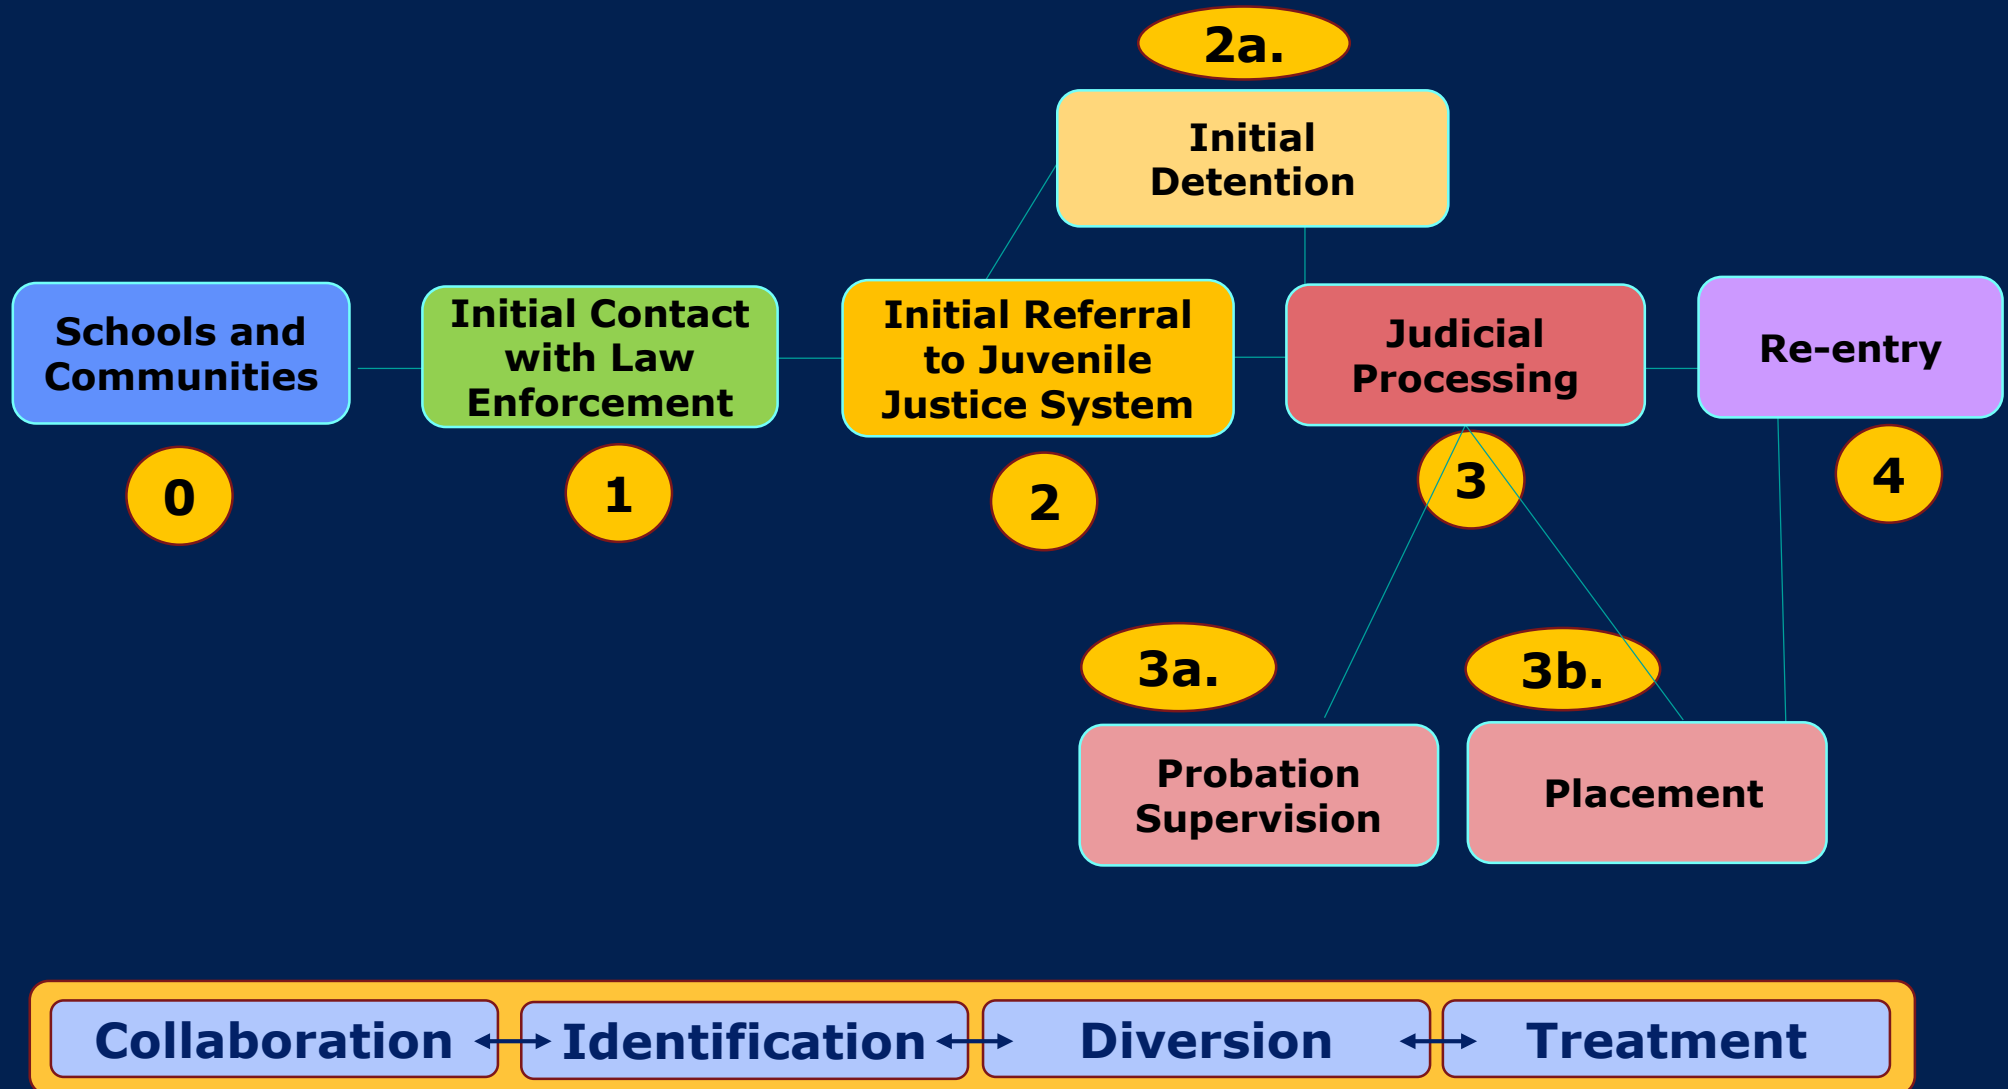 2a.
Initial
Detention
Schools and
Communities
0
Initial Contact
with Law
Enforcement
1
Initial Referral
to Juvenile
Justice System
2
Judicial
Processing
3
Re-entry
4
3a.
Probation
Supervision
3b.
Placement
Collaboration
Identification
Diversion
Treatment